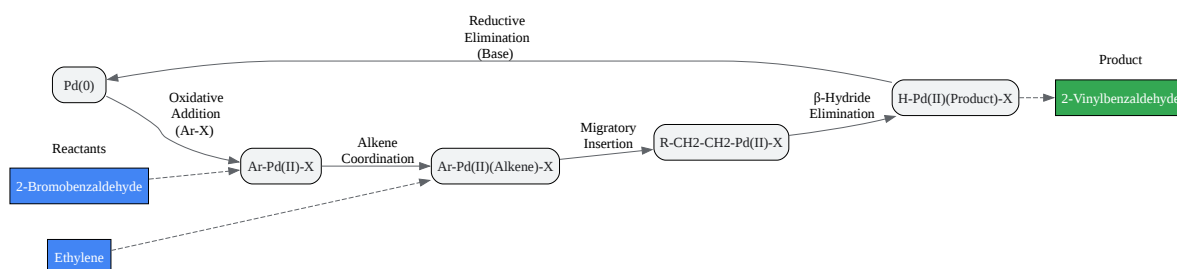 Reductive
Elimination
(Base)
Product
Pd(0)
Oxidative
Addition
(Ar-X)
H-Pd(II)(Product)-X
2-Vinylbenzaldehyde
β-Hydride
Elimination
Reactants
Alkene
Coordination
Migratory
Insertion
R-CH2-CH2-Pd(II)-X
Ar-Pd(II)-X
Ar-Pd(II)(Alkene)-X
2-Bromobenzaldehyde
Ethylene